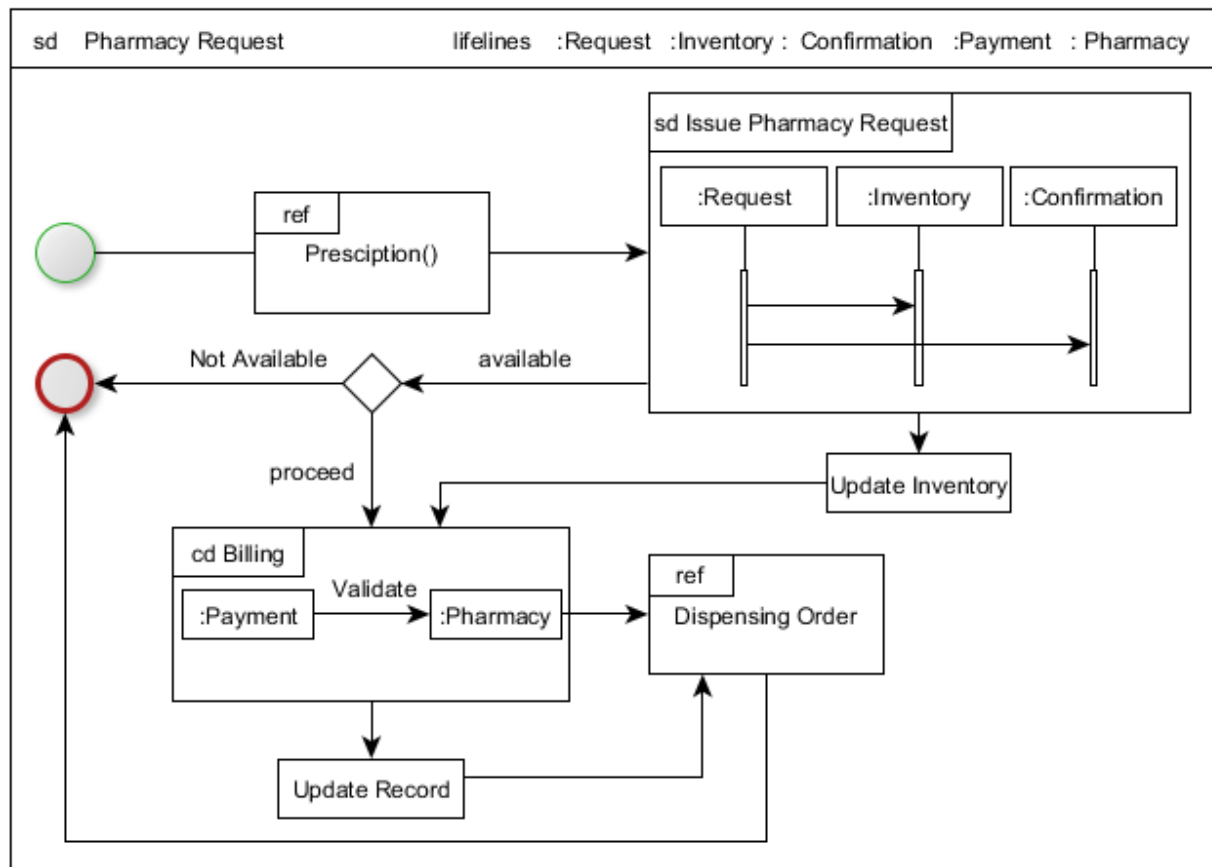 sd Pharmacy Request lifelines :Request :Inventory : Confirmation :Payment : Pharmacy
sd Issue Pharmacy Request
:Request :Inventory :Confirmation
ref
Presciption()
Not Available available
proceed
Update Inventory
cd Billing
Validate
:Payment :Pharmacy
ref
Dispensing Order
Update Record